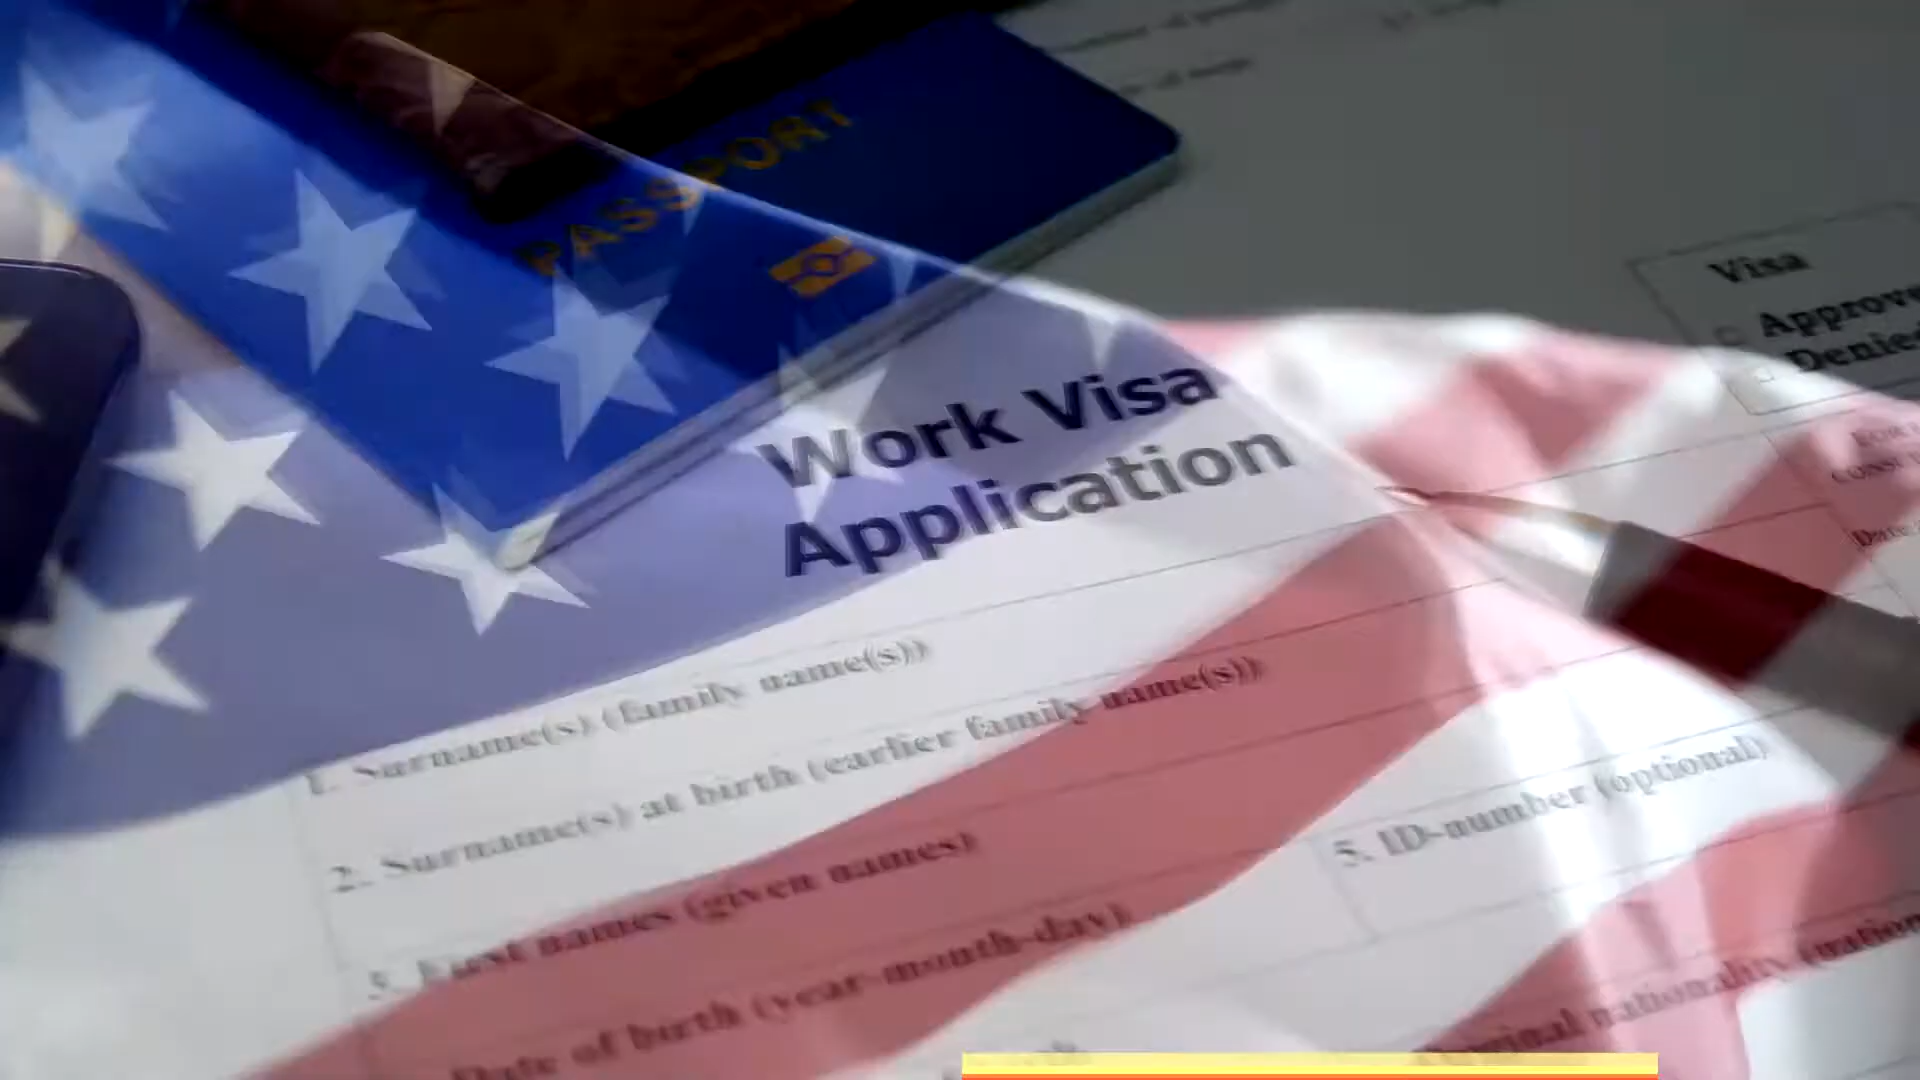 PASSPORT
Visa
Approve
Denied
Work Visa
Application
1. Surname(s) (family name(s))
2. Surname(s) at birth (earlier family name(s))
3. First names (given names)
5. ID-number (optional)
Date of birth (year-month-day)
nationality